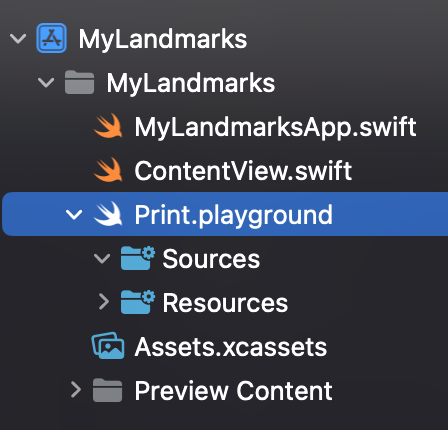 MyLandmarks
MyLandmarks
MyLandmarksApp.swift
ContentView.swift
Print.playground
Sources
Resources
Assets.xcassets
Preview Content